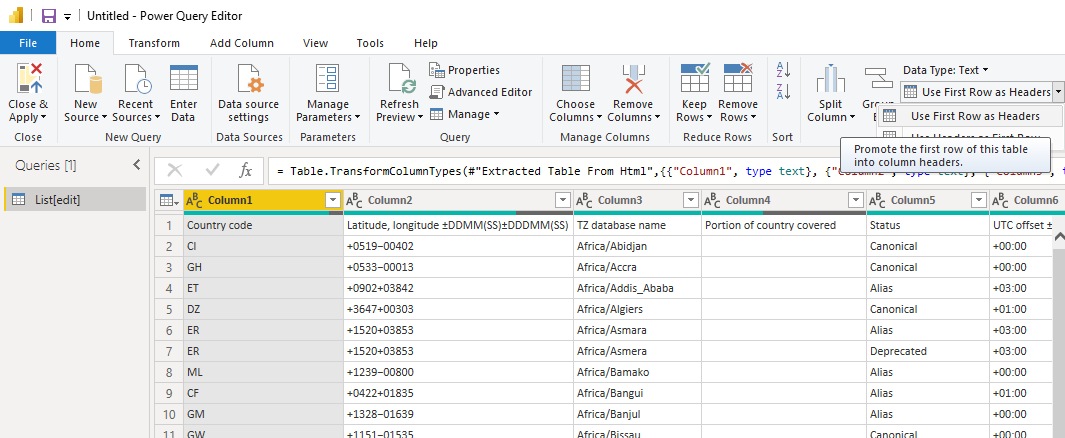 Untitled - Power Query Editor
File Home Transform Add Column View Tools Help
Close & Apply
New Source
Recent Sources
Enter Data
Data source settings
Manage Parameters
Refresh Preview
Properties
Advanced Editor
Manage
Choose Columns
Remove Columns
Keep Rows
Remove Rows
Split Column
Group
Data Type: Text
Use First Row as Headers
Use First Row as Headers
Promote the first row of this table
into column headers.
Close New Query Data Sources Parameters Query Manage Columns Reduce Rows Sort
Queries [1]
List[edit]
= Table.TransformColumnTypes(#"Extracted Table From Html",{{"Column1", type text}, {"Column2", type text}, {"Column3", t
Column1 Column2 Column3 Column4 Column5 Column6
1 Country code Latitude, longitude ±DDMM(SS)±DDDMM(SS) TZ database name Portion of country covered Status UTC offset ±
2 CI +0519−00402 Africa/Abidjan Canonical +00:00
3 GH +0533−00013 Africa/Accra Canonical +00:00
4 ET +0902+03842 Africa/Addis_Ababa Alias +03:00
5 DZ +3647+00303 Africa/Algiers Canonical +01:00
6 ER +1520+03853 Africa/Asmara Alias +03:00
7 ER +1520+03853 Africa/Asmera Deprecated +03:00
8 ML +1239−00800 Africa/Bamako Alias +00:00
9 CF +0422+01835 Africa/Bangui Alias +01:00
10 GM +1328−01639 Africa/Banjul Alias +00:00
11 GW +1151−01535 Africa/Bissau Canonical +00:00